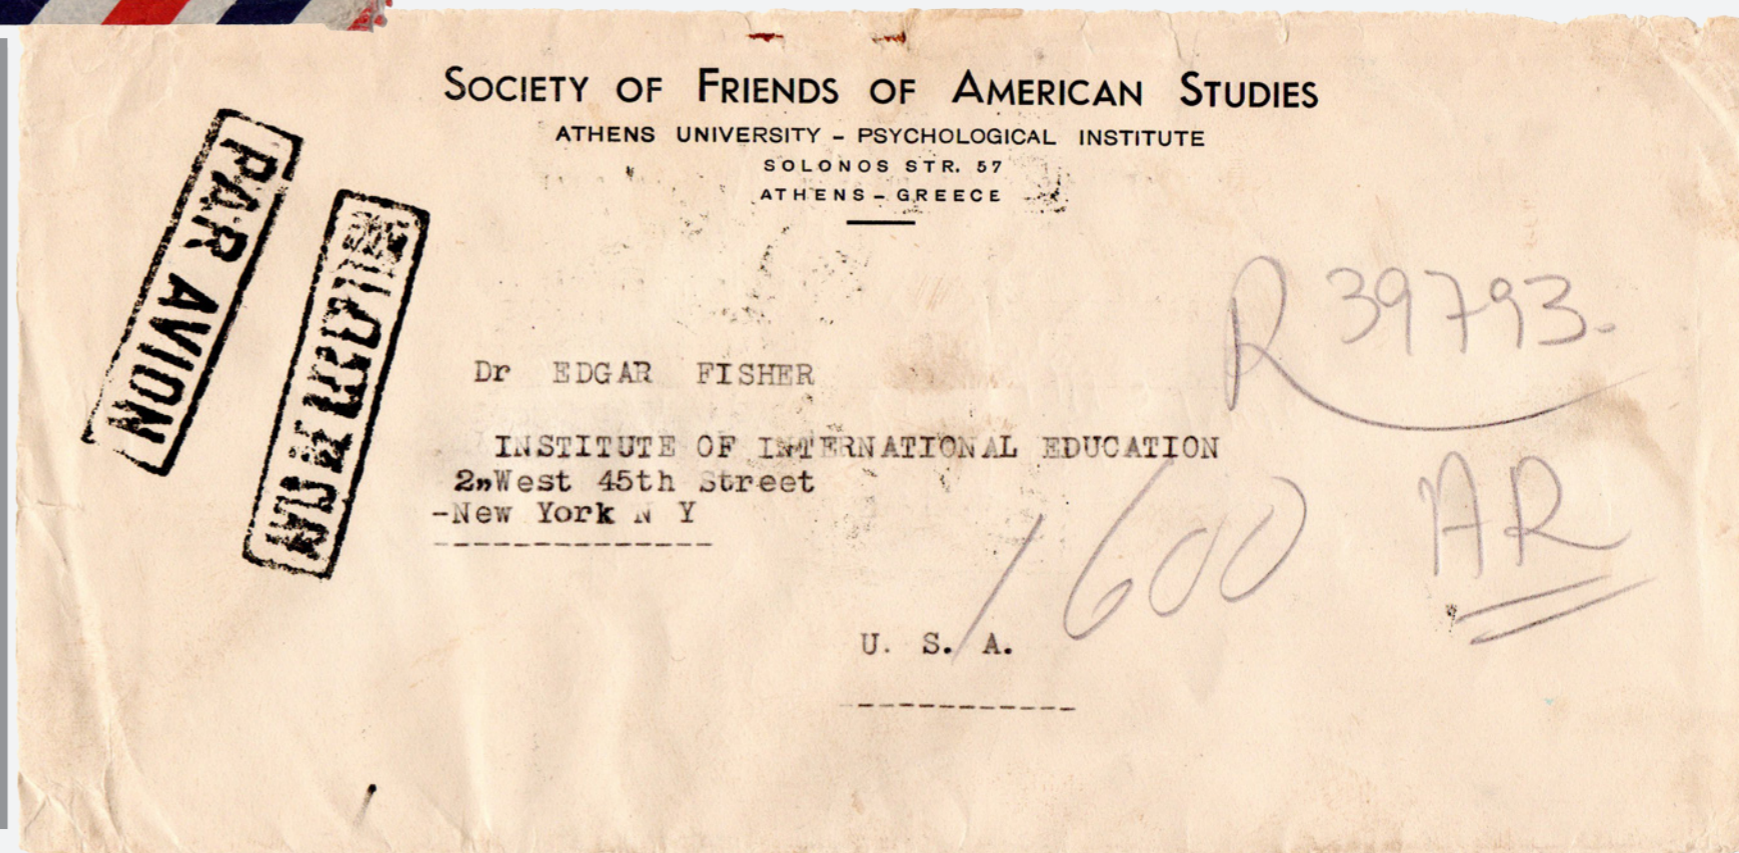 SOCIETY OF FRIENDS OF AMERICAN STUDIES
ATHENS UNIVERSITY – PSYCHOLOGICAL INSTITUTE
SOLONOS STR. 57
ATHENS – GREECE
PAR AVION
R 39793.
Dr EDGAR FISHER
INSTITUTE OF INTERNATIONAL EDUCATION
2„West 45th Street
-New York N Y
AR
1600
U. S. A.